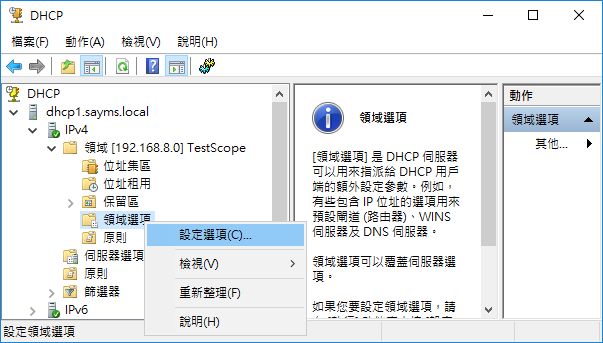 DHCP
檔案(F) 動作(A) 檢視(V) 說明(H)
DHCP
dhcp1.sayms.local
IPv4
領域 [192.168.8.0] TestScope
位址集區
位址租用
保留區
領域選項
原則
伺服器選項
原則
篩選器
IPv6
設定選項(C)...
檢視(V)
重新整理(F)
說明(H)
領域選項
[領域選項] 是 DHCP 伺服器
可以用來指派給 DHCP 用戶
端的額外設定參數。例如，
有些包含 IP 位址的選項用來
預設閘道 (路由器)、WINS
伺服器及 DNS 伺服器。
領域選項可以覆蓋伺服器選
項。
如果您要設定領域選項，請
動作
領域選項
其他...
設定領域選項